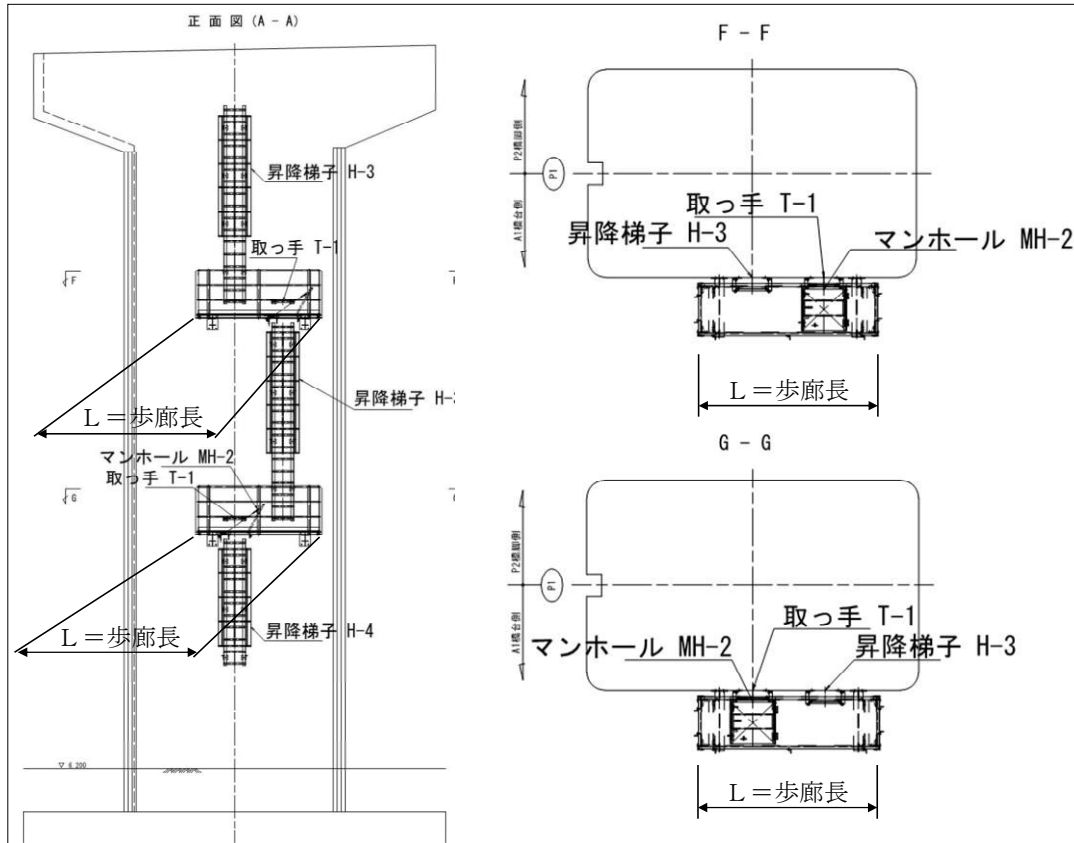 正 面 図 (A - A)
昇降梯子 H-3
取っ手 T-1
F
L＝歩廊長
昇降梯子 H-3
マンホール MH-2
取っ手 T-1
G
L＝歩廊長
昇降梯子 H-4
▽ 6.200
F - F
P2橋脚側
P1
A1橋台側
取っ手 T-1
昇降梯子 H-3
マンホール MH-2
L＝歩廊長
G - G
P2橋脚側
P1
A1橋台側
取っ手 T-1
マンホール MH-2
昇降梯子 H-3
L＝歩廊長